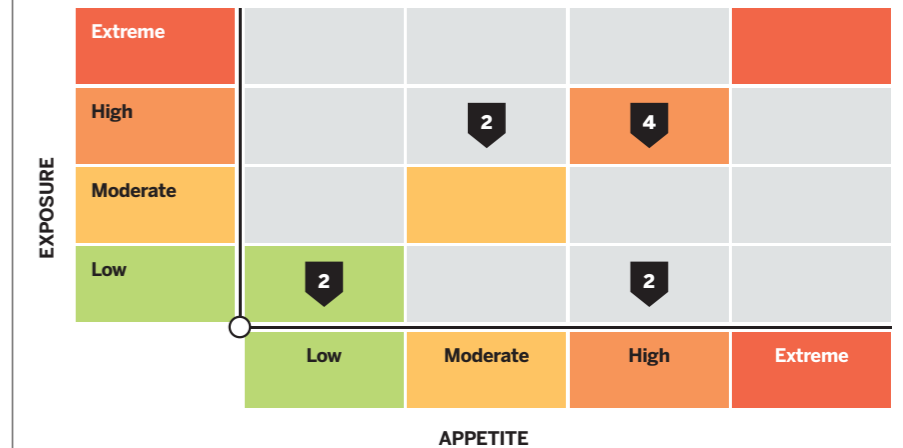 Extreme
High
2
4
Moderate
EXPOSURE
Low
2
2
Low
Moderate
High
Extreme
APPETITE